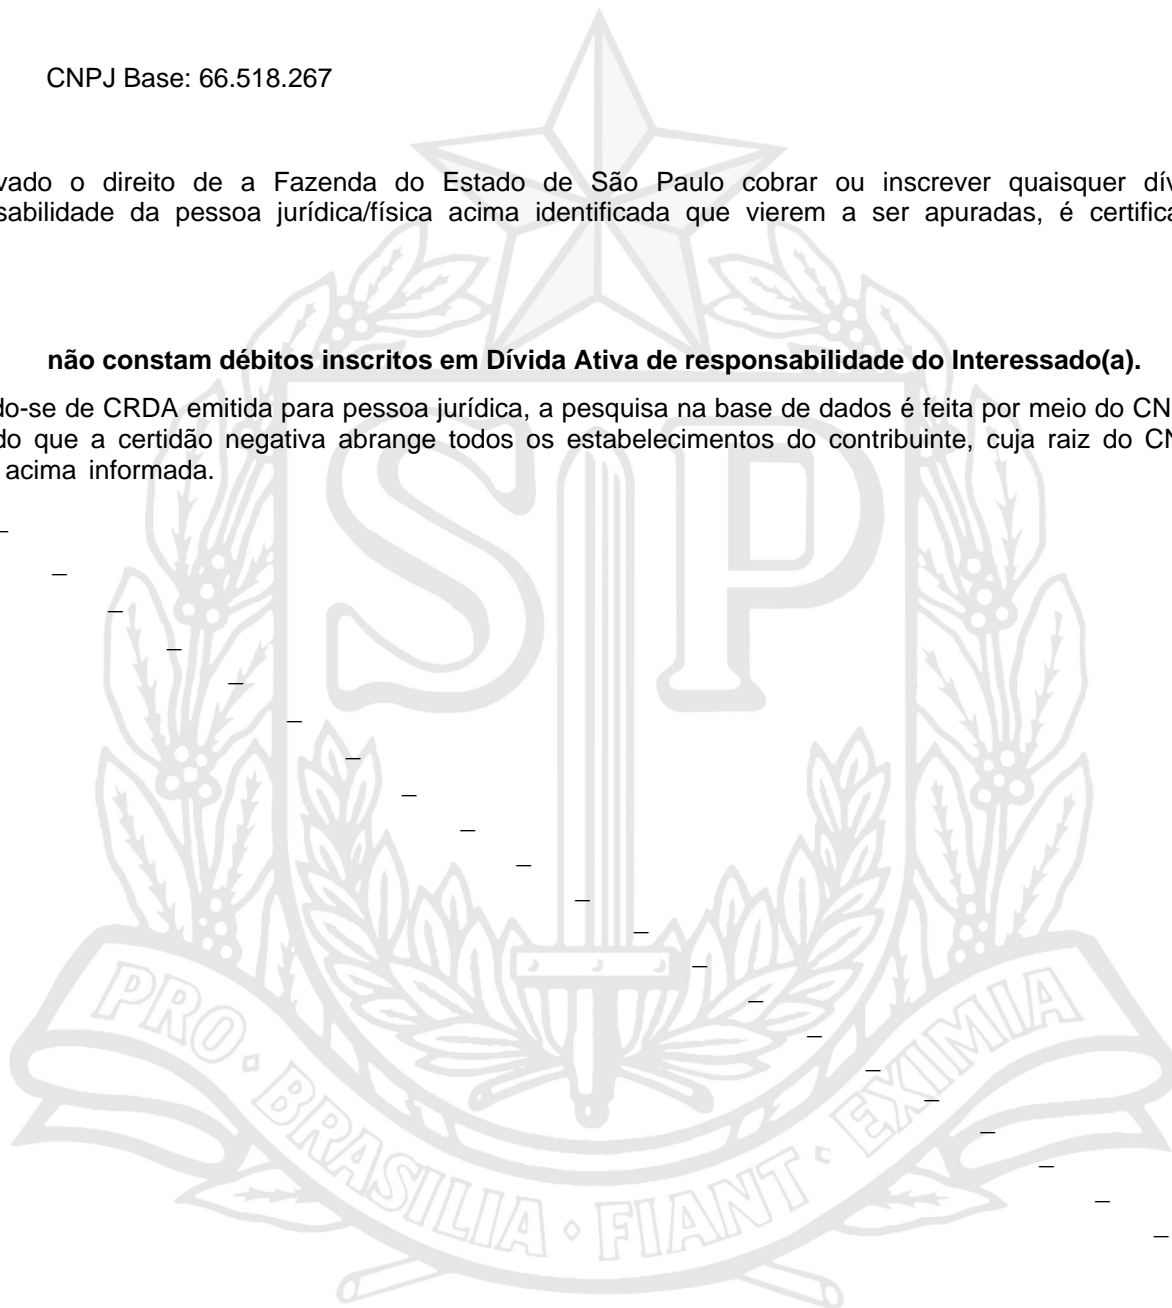 CNPJ Base: 66.518.267
vado o direito de a Fazenda do Estado de São Paulo cobrar ou inscrever quaisquer dív
sabilidade da pessoa jurídica/física acima identificada que vierem a ser apuradas, é certifica
não constam débitos inscritos em Dívida Ativa de responsabilidade do Interessado(a).
do-se de CRDA emitida para pessoa jurídica, a pesquisa na base de dados é feita por meio do CN
do que a certidão negativa abrange todos os estabelecimentos do contribuinte, cuja raiz do CN
acima informada.
SP
PRO • BRASILIA • FIANT • EXIMIA